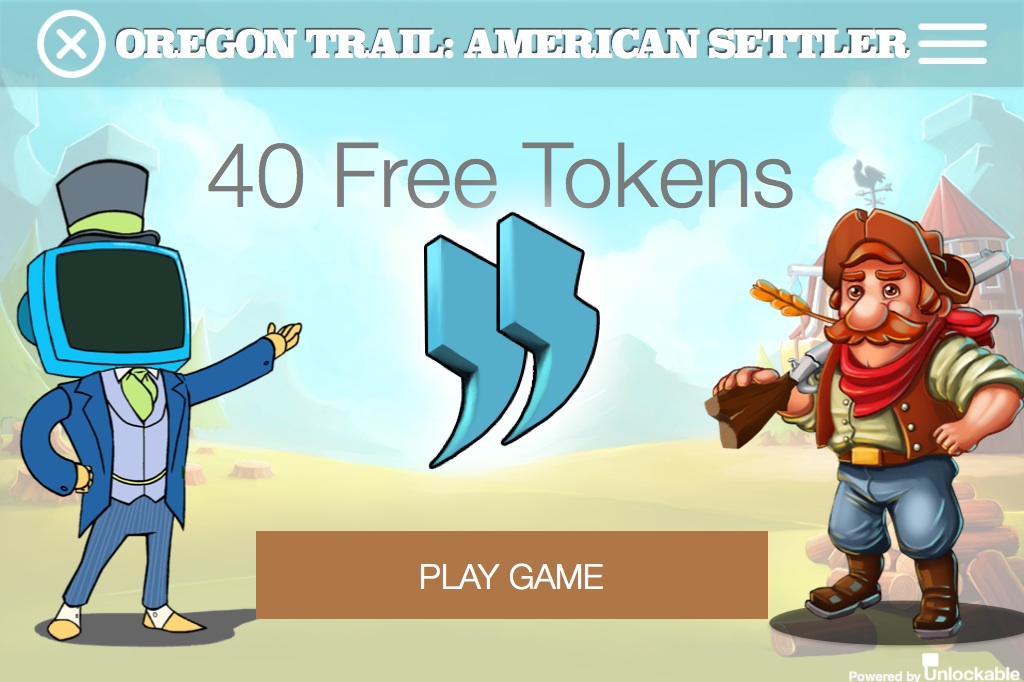 OREGON TRAIL: AMERICAN SETTLER
40 Free Tokens
PLAY GAME
Powered by Unlockable